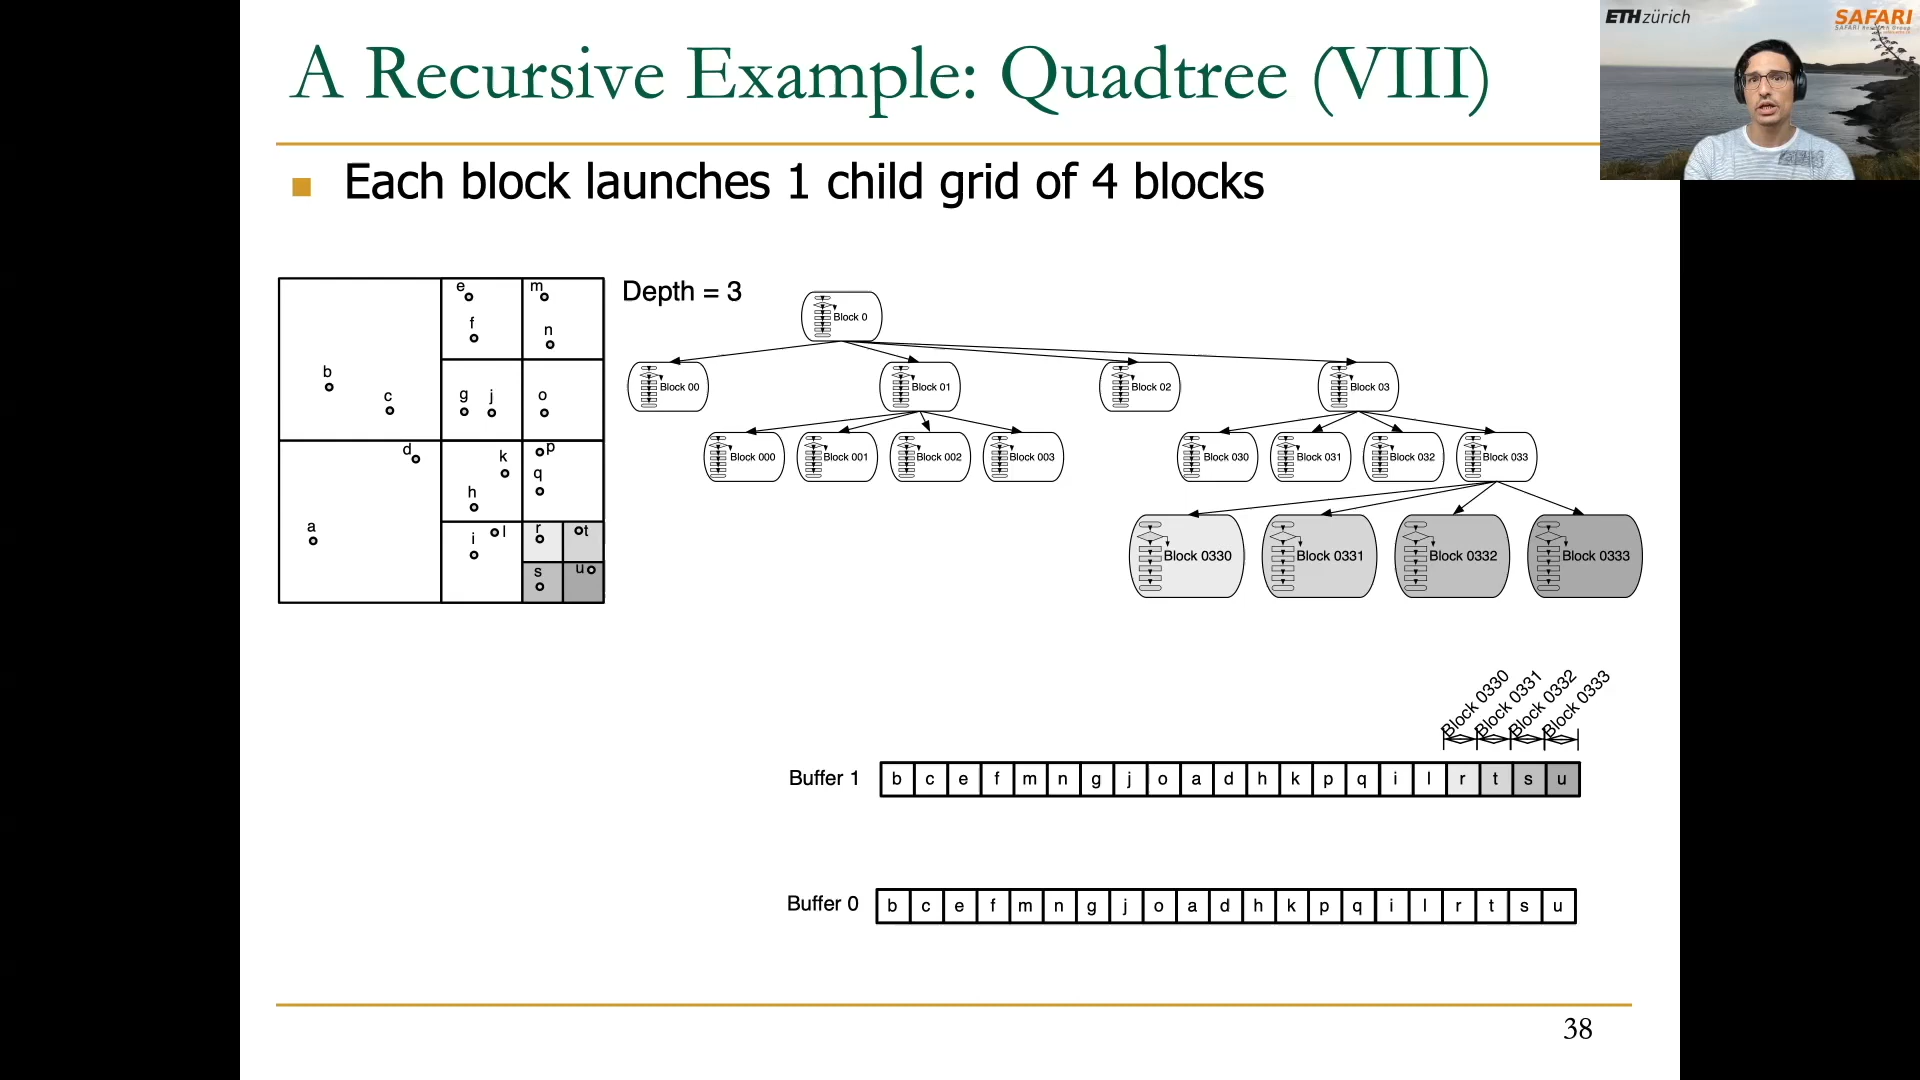 A Recursive Example: Quadtree (VIII)
ETH zürich
SAFARI
SAFARI Research Group
Each block launches 1 child grid of 4 blocks
Depth = 3
e
m
f
n
b
c
g
j
o
d
k
p
q
h
a
i
l
r
t
s
u
Block 0
Block 00
Block 01
Block 02
Block 03
Block 000
Block 001
Block 002
Block 003
Block 030
Block 031
Block 032
Block 033
Block 0330
Block 0331
Block 0332
Block 0333
Block 0330
Block 0331
Block 0332
Block 0333
Buffer 1 b c e f m n g j o a d h k p q i l r t s u
Buffer 0 b c e f m n g j o a d h k p q i l r t s u
38